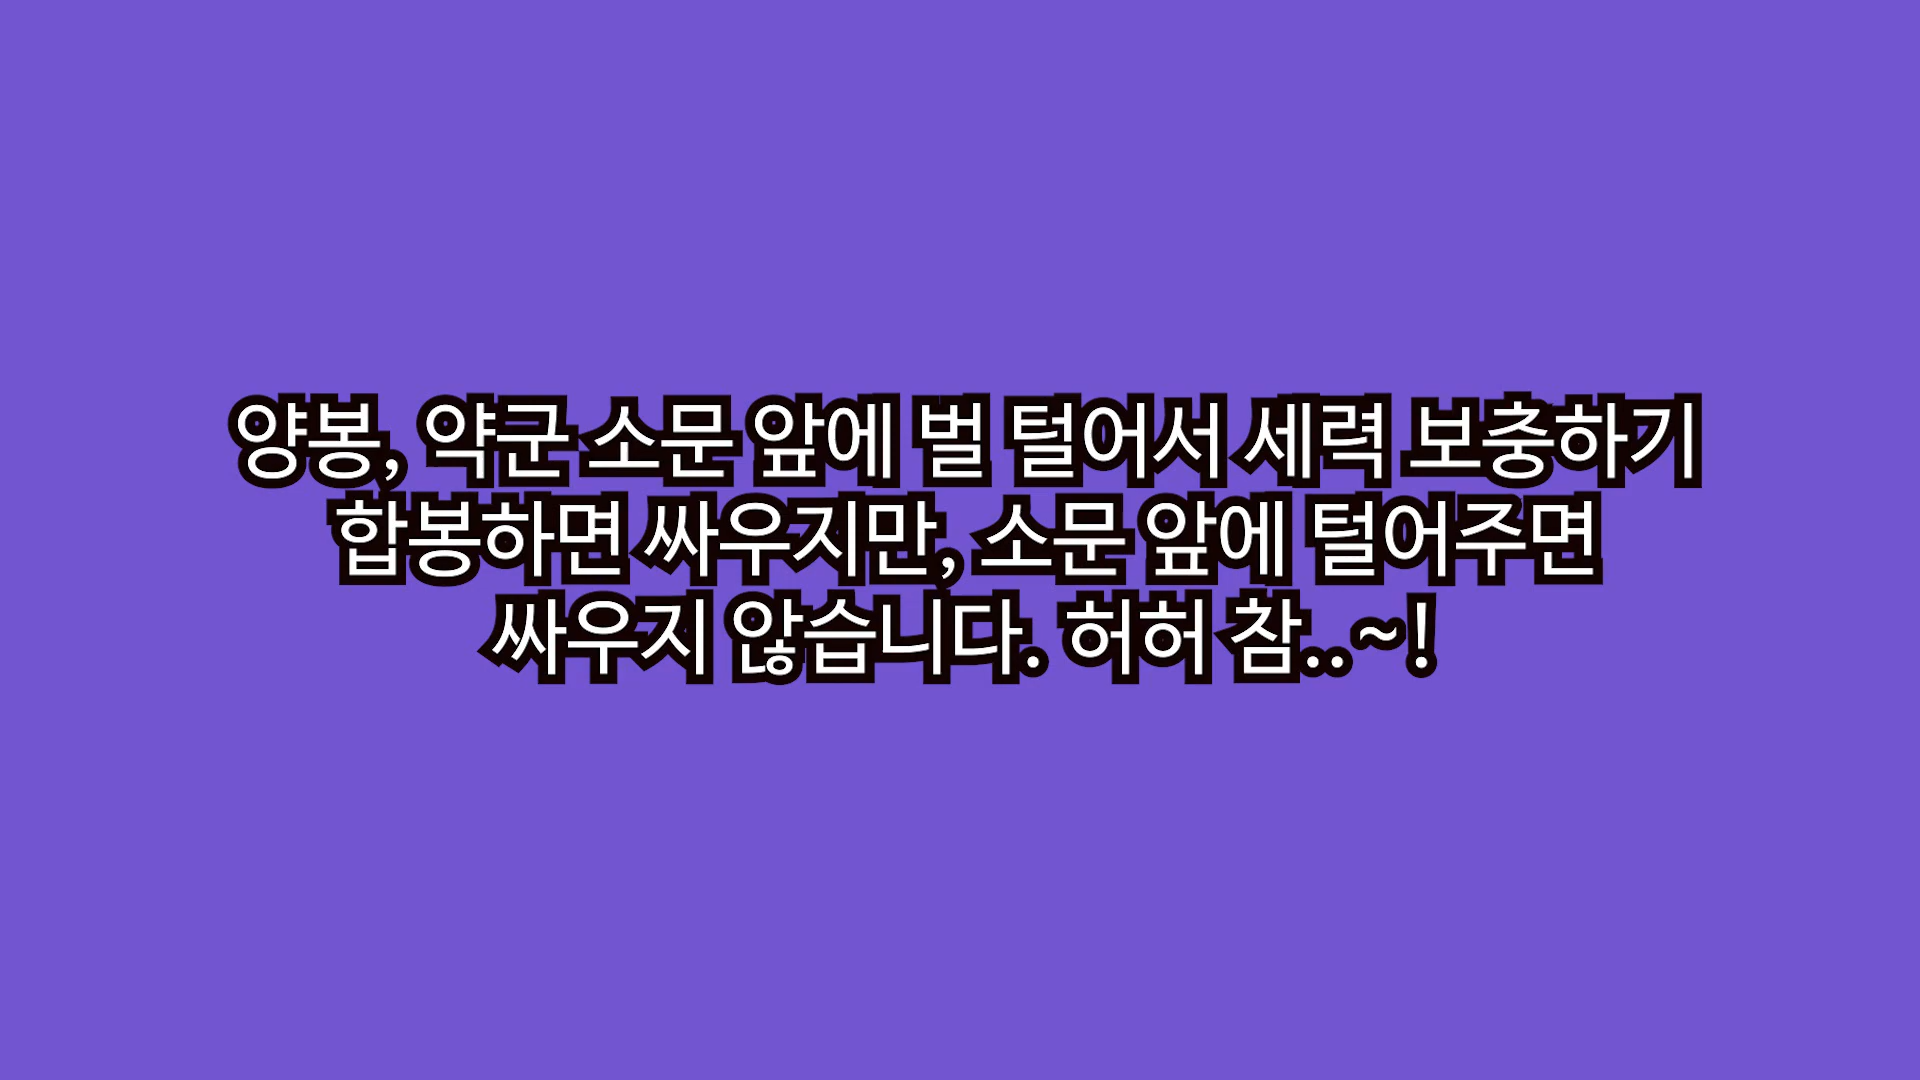 양봉, 약군 소문 앞에 벌 털어서 세력 보충하기
합봉하면 싸우지만, 소문 앞에 털어주면
싸우지 않습니다. 허허 참..~!